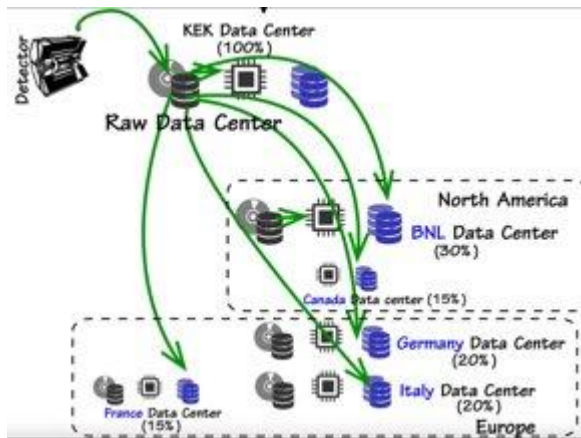 Detector
KEK Data Center
(100%)
Raw Data Center
North America
BNL Data Center
(30%)
Canada Data center (15%)
Germany Data Center
(20%)
Italy Data Center
(20%)
France Data Center
(15%)
Europe